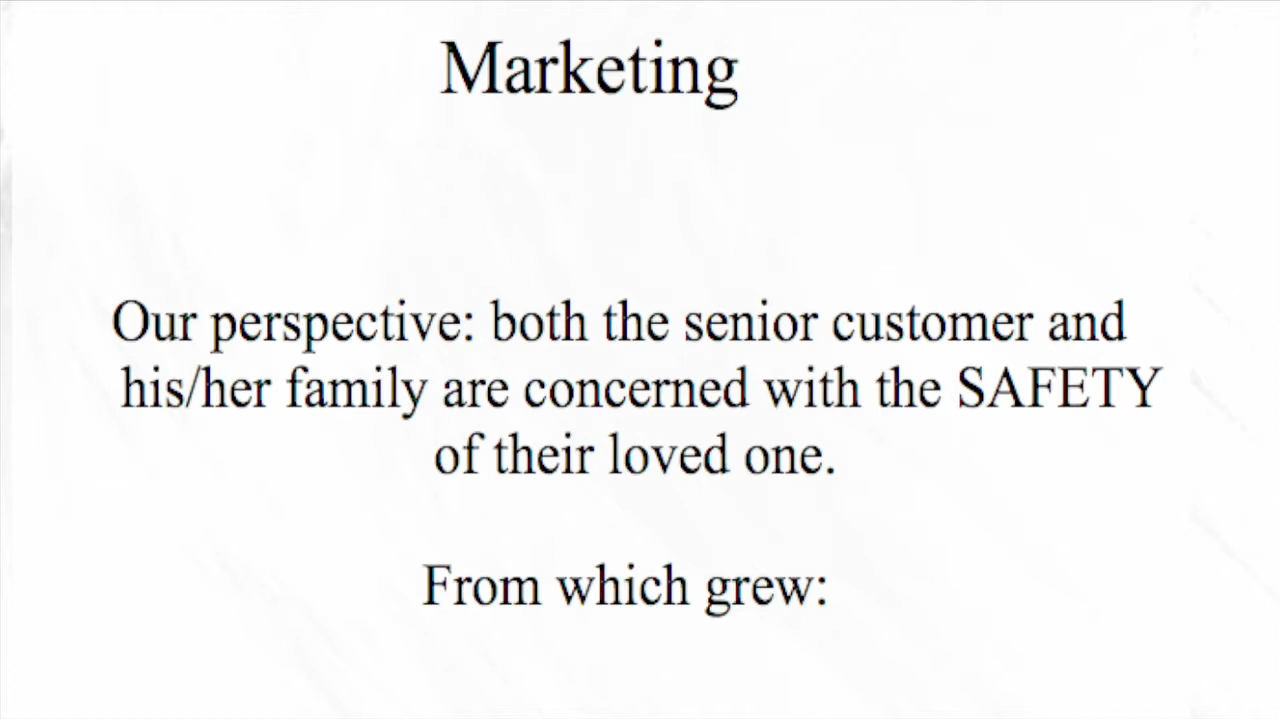 Marketing
Our perspective: both the senior customer and
his/her family are concerned with the SAFETY
of their loved one.
From which grew: